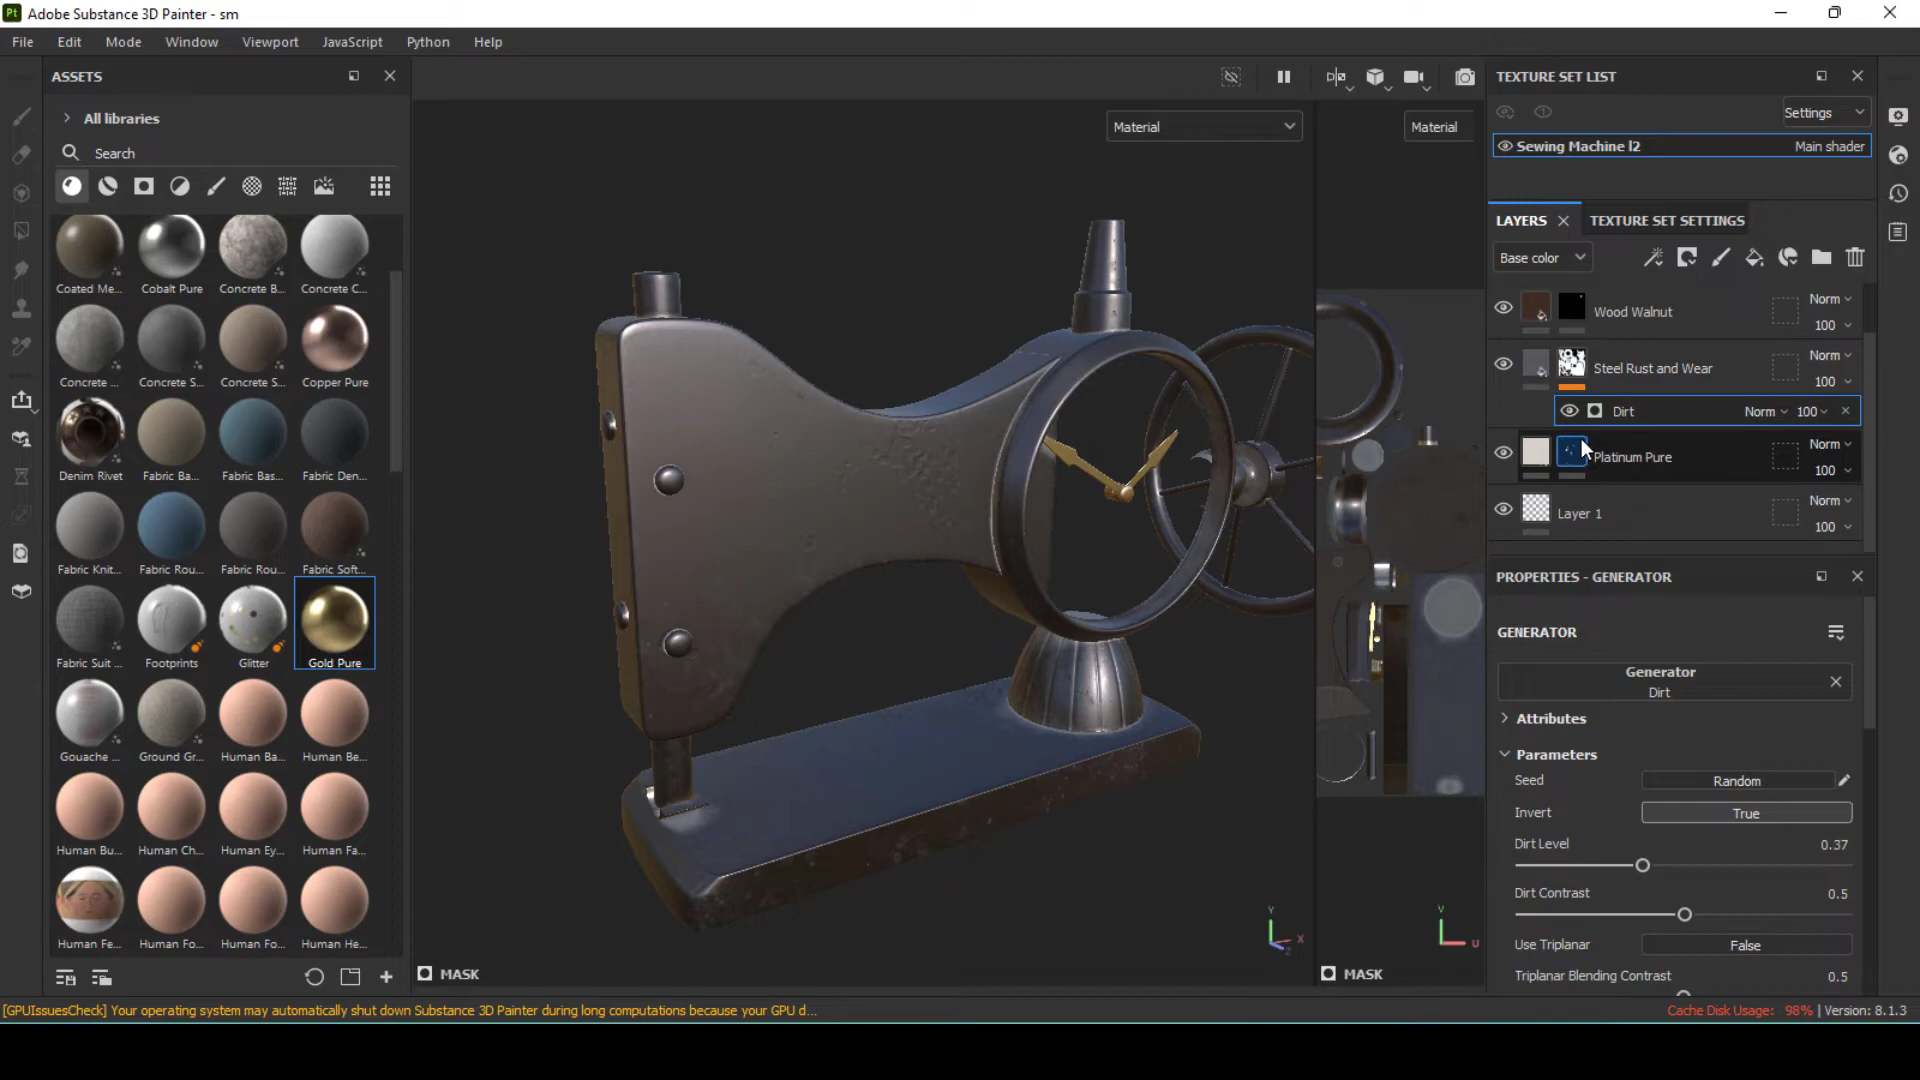 Pt Adobe Substance 3D Painter - sm
File Edit Mode Window Viewport JavaScript Python Help
ASSETS
All libraries
Search
Coated Me... Cobalt Pure Concrete B... Concrete C...
Concrete ... Concrete S... Concrete S... Copper Pure
Denim Rivet Fabric Ba... Fabric Bas... Fabric Den...
Fabric Knit... Fabric Rou... Fabric Rou... Fabric Soft...
Fabric Suit ... Footprints Glitter Gold Pure
Gouache ... Ground Gr... Human Ba... Human Be...
Human Bu... Human Ch... Human Ey... Human Fa...
Human Fe... Human Fo... Human Fo... Human He...
Material
Material
Y
X
V
U
MASK
MASK
TEXTURE SET LIST
Settings
Sewing Machine l2 Main shader
LAYERS TEXTURE SET SETTINGS
Base color
Wood Walnut Norm
100
Steel Rust and Wear Norm
100
Dirt Norm 100
Platinum Pure Norm
100
Layer 1 Norm
100
PROPERTIES - GENERATOR
GENERATOR
Generator
Dirt
Attributes
Parameters
Seed Random
Invert True
Dirt Level 0.37
Dirt Contrast 0.5
Use Triplanar False
Triplanar Blending Contrast 0.5
[GPUIssuesCheck] Your operating system may automatically shut down Substance 3D Painter during long computations because your GPU d...
Cache Disk Usage: 98% | Version: 8.1.3